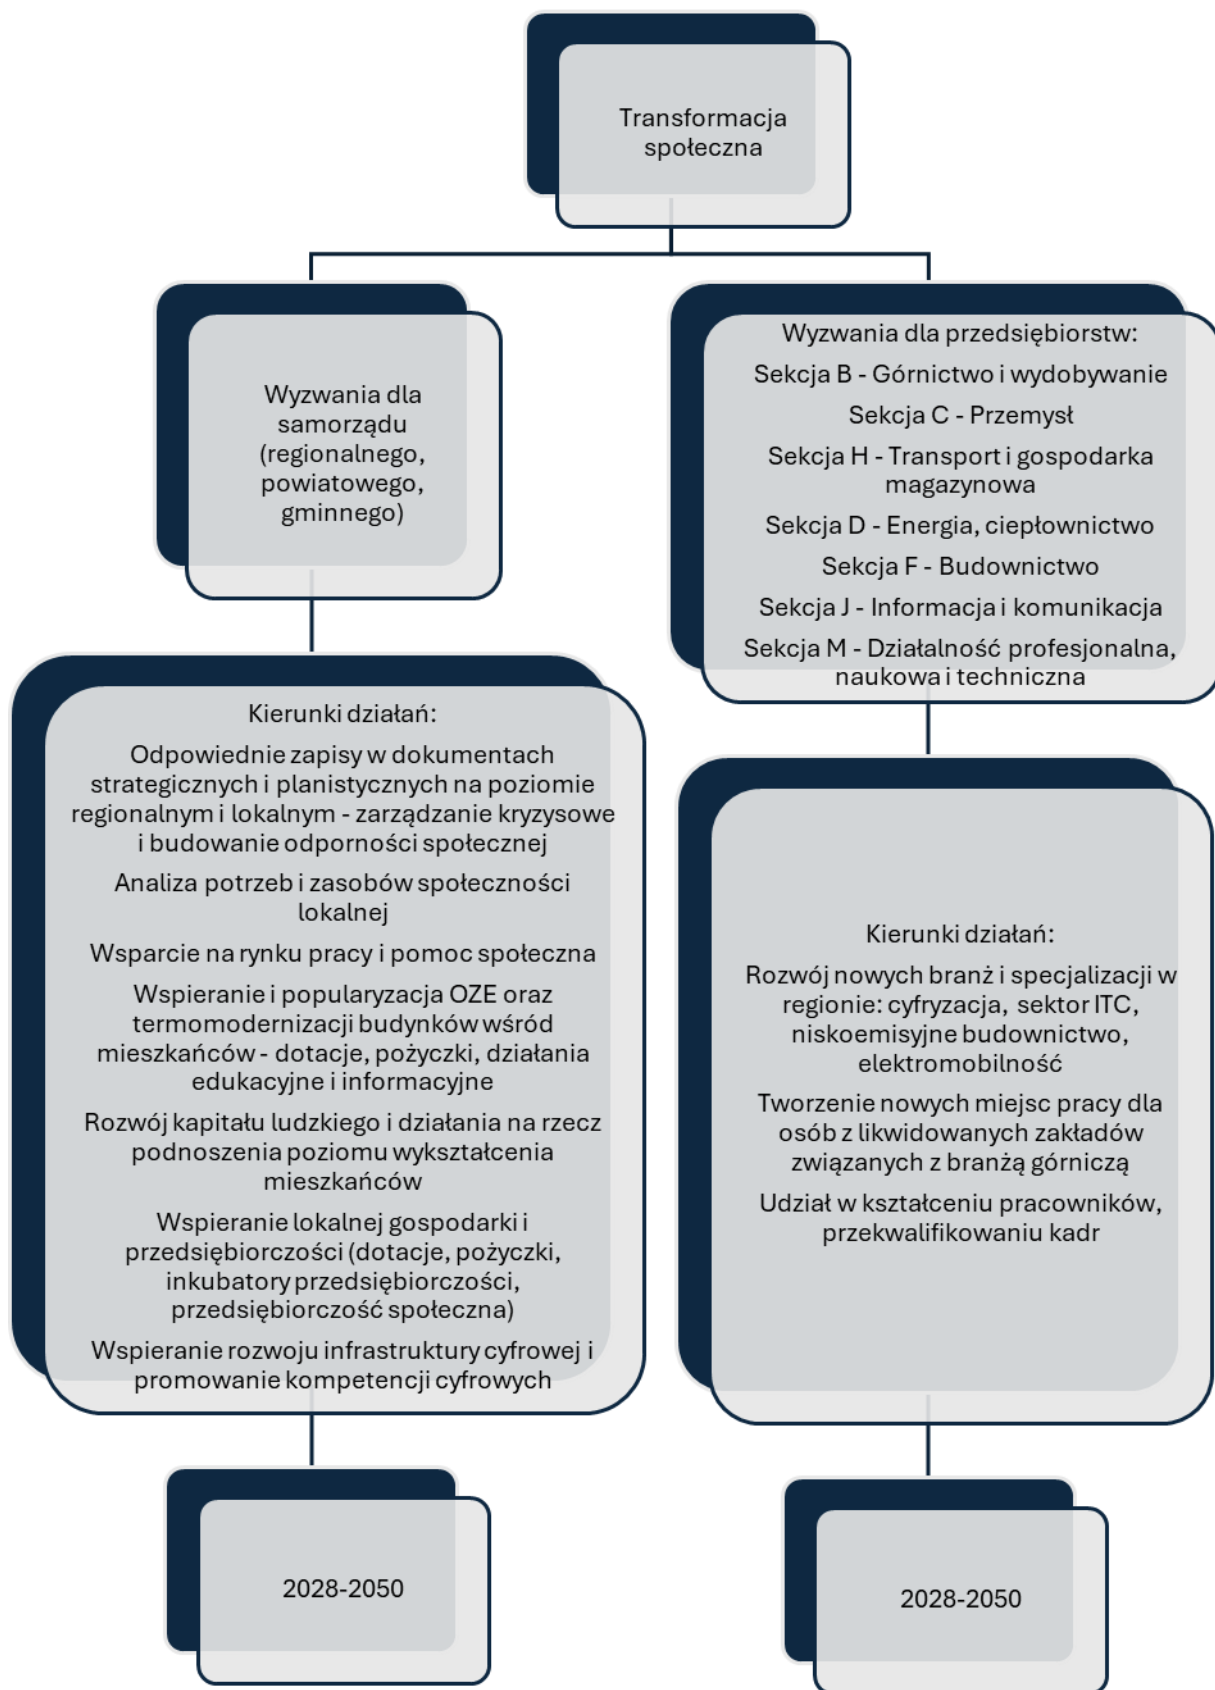 Transformacja
społeczna
Wyzwania dla
samorządu
(regionalnego,
powiatowego,
gminnego)
Wyzwania dla przedsiębiorstw:
Sekcja B - Górnictwo i wydobywanie
Sekcja C - Przemysł
Sekcja H - Transport i gospodarka
magazynowa
Sekcja D - Energia, ciepłownictwo
Sekcja F - Budownictwo
Sekcja J - Informacja i komunikacja
Sekcja M - Działalność profesjonalna,
naukowa i techniczna
Kierunki działań:
Odpowiednie zapisy w dokumentach
strategicznych i planistycznych na poziomie
regionalnym i lokalnym - zarządzanie kryzysowe
i budowanie odporności społecznej
Analiza potrzeb i zasobów społeczności
lokalnej
Wsparcie na rynku pracy i pomoc społeczna
Wspieranie i popularyzacja OZE oraz
termomodernizacji budynków wśród
mieszkańców - dotacje, pożyczki, działania
edukacyjne i informacyjne
Rozwój kapitału ludzkiego i działania na rzecz
podnoszenia poziomu wykształcenia
mieszkańców
Wspieranie lokalnej gospodarki i
przedsiębiorczości (dotacje, pożyczki,
inkubatory przedsiębiorczości,
przedsiębiorczość społeczna)
Wspieranie rozwoju infrastruktury cyfrowej i
promowanie kompetencji cyfrowych
Kierunki działań:
Rozwój nowych branż i specjalizacji w
regionie: cyfryzacja, sektor ITC,
niskoemisyjne budownictwo,
elektromobilność
Tworzenie nowych miejsc pracy dla
osób z likwidowanych zakładów
związanych z branżą górniczą
Udział w kształceniu pracowników,
przekwalifikowaniu kadr
2028-2050
2028-2050